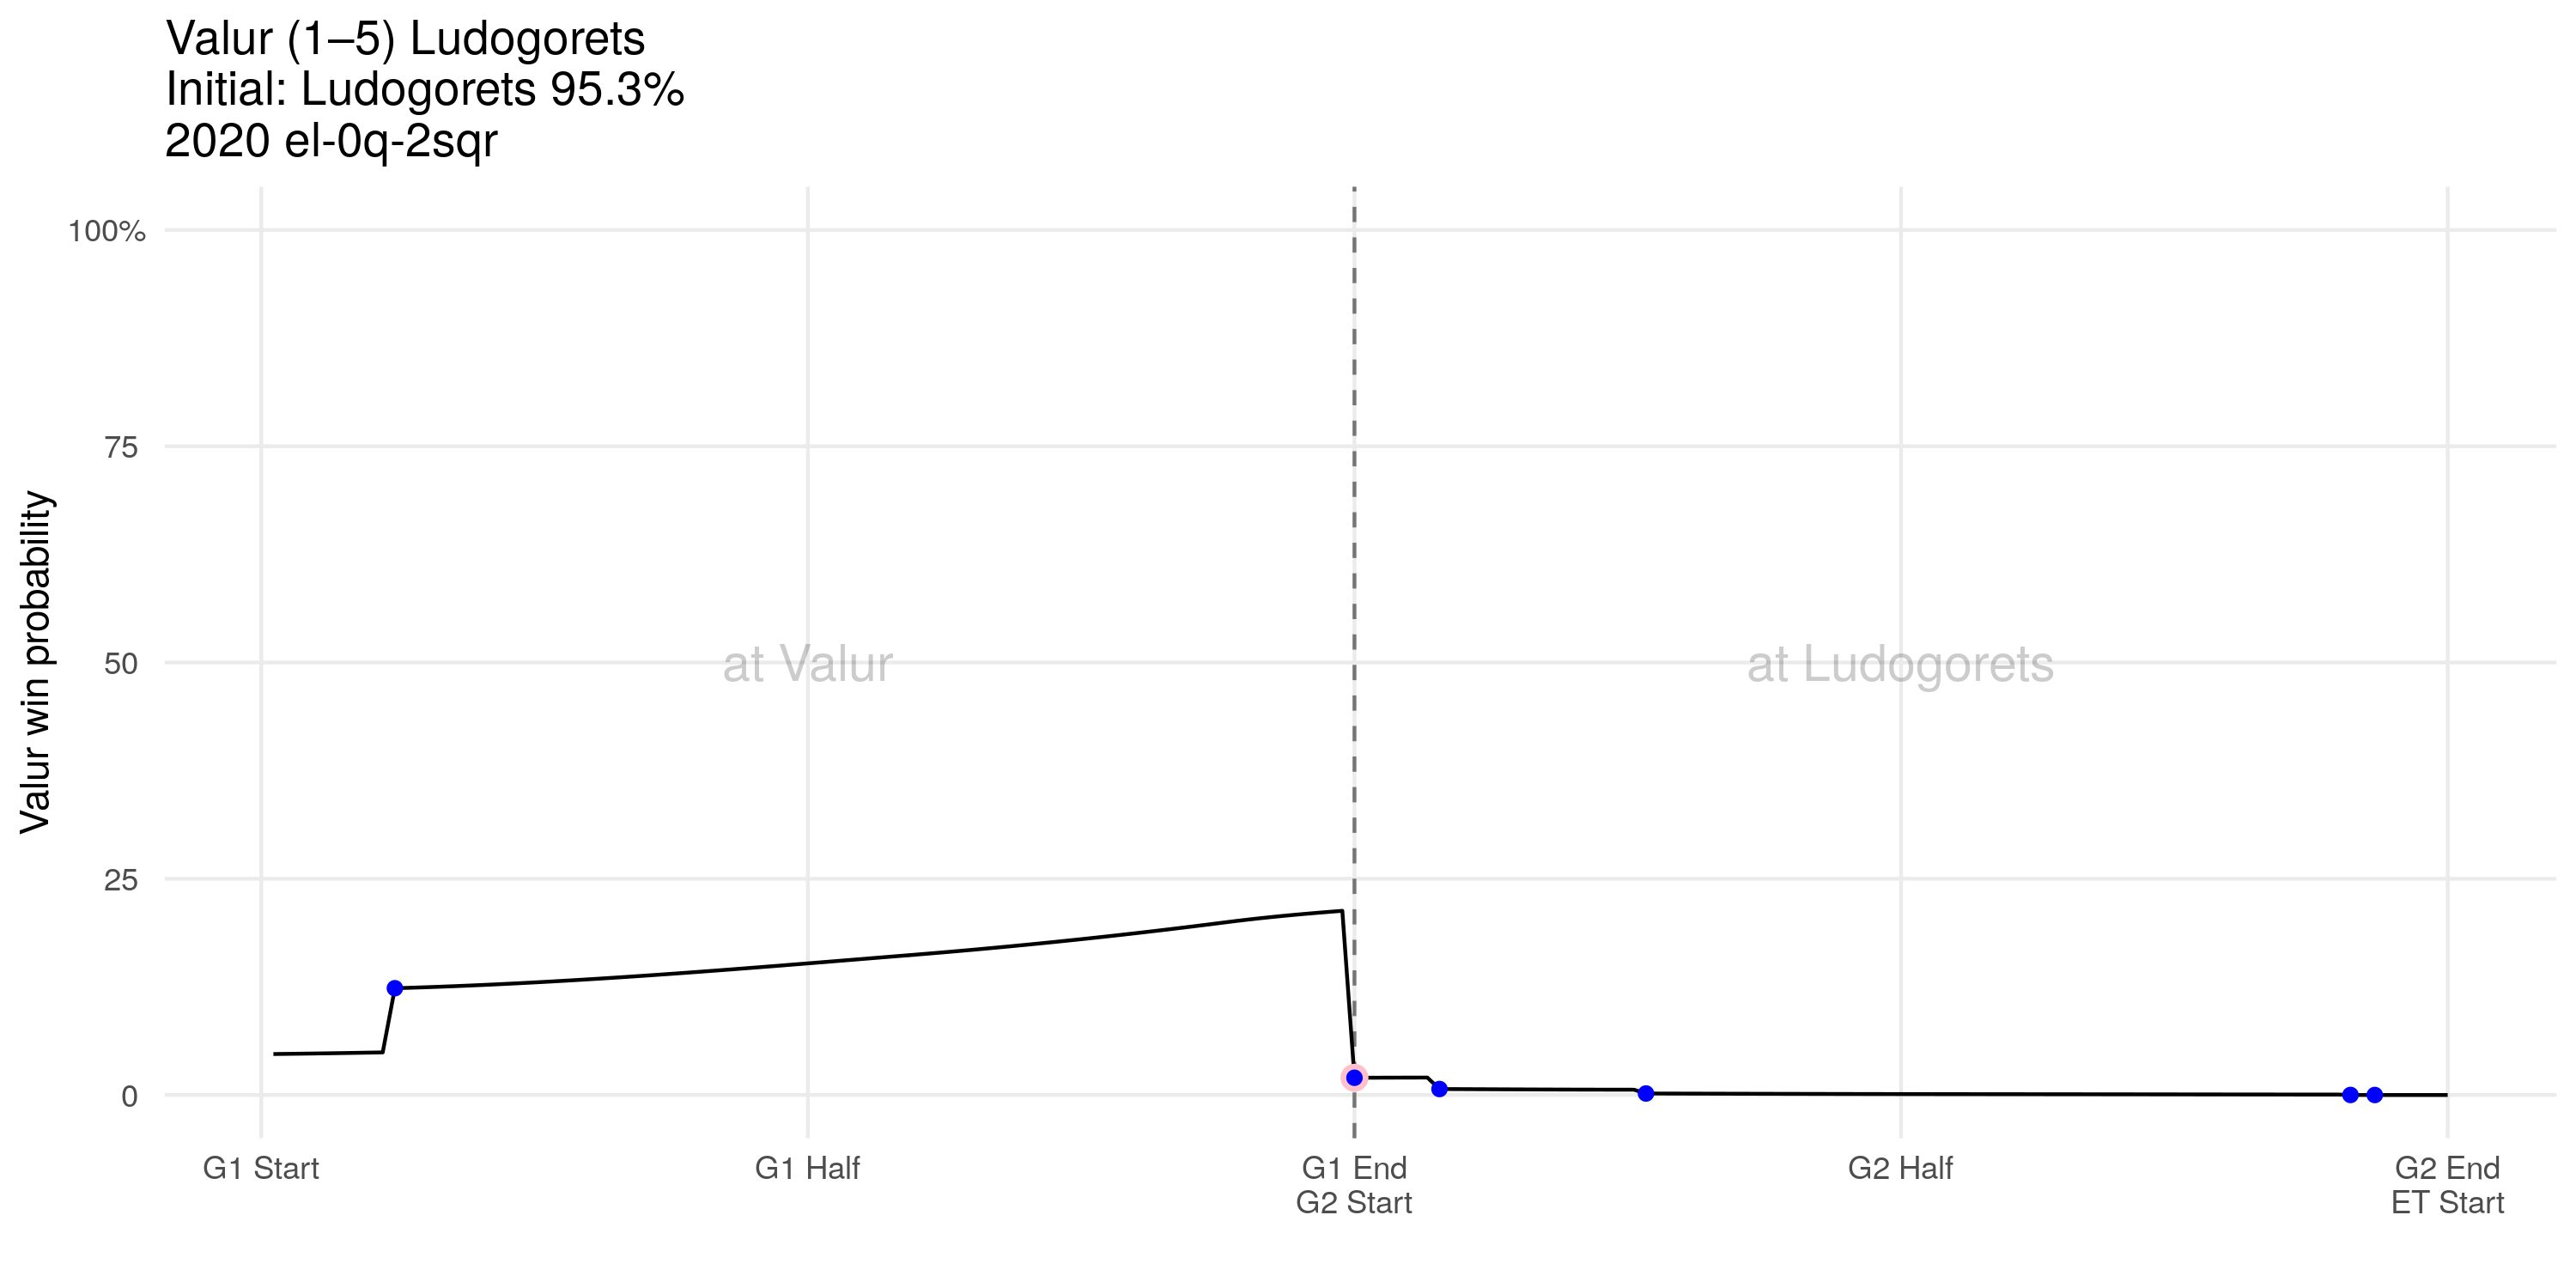 Valur (1–5) Ludogorets
Initial: Ludogorets 95.3%
2020 el-0q-2sqr
Valur win probability
100%
75
50
25
0
at Valur
at Ludogorets
G1 Start
G1 Half
G1 End
G2 Start
G2 Half
G2 End
ET Start